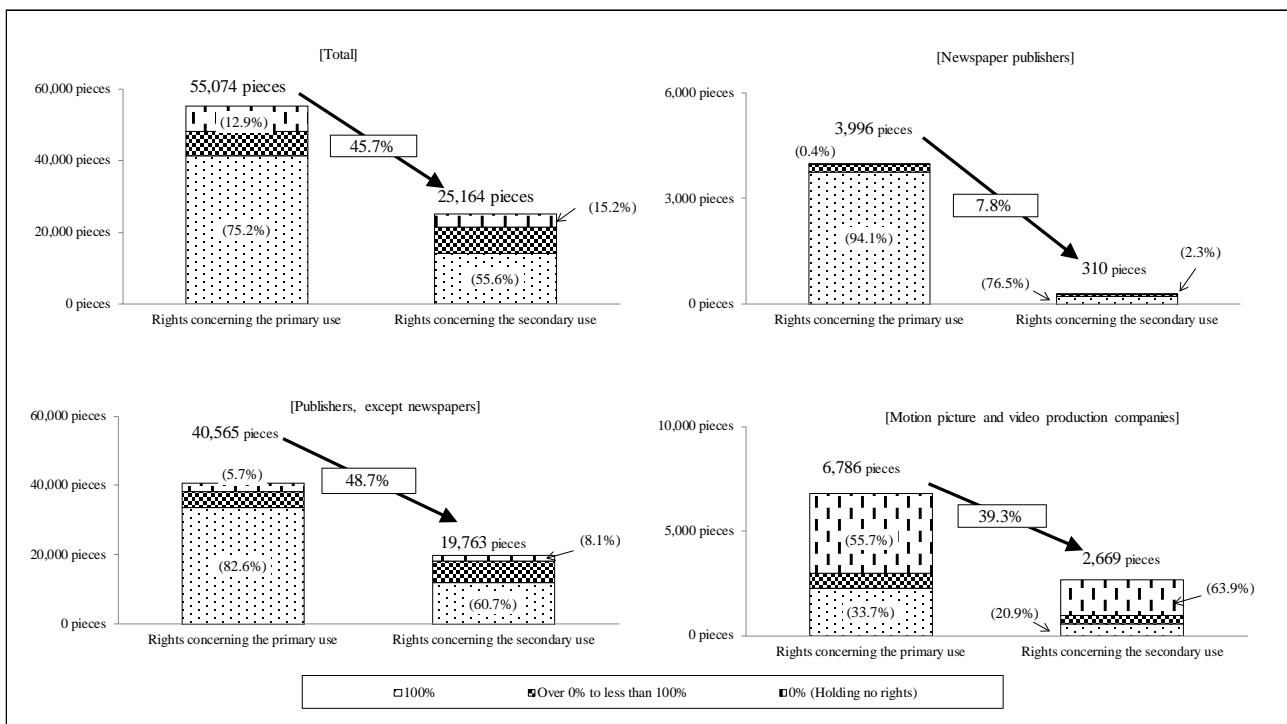 [Total]
60,000 pieces
40,000 pieces
20,000 pieces
0 pieces
55,074 pieces
(12.9%)
(75.2%)
45.7%
25,164 pieces
(15.2%)
(55.6%)
Rights concerning the primary use
Rights concerning the secondary use
[Newspaper publishers]
6,000 pieces
3,000 pieces
0 pieces
3,996 pieces
(0.4%)
(94.1%)
7.8%
310 pieces
(2.3%)
(76.5%)
Rights concerning the primary use
Rights concerning the secondary use
[Publishers, except newspapers]
60,000 pieces
40,000 pieces
20,000 pieces
0 pieces
40,565 pieces
(5.7%)
(82.6%)
48.7%
19,763 pieces
(8.1%)
(60.7%)
Rights concerning the primary use
Rights concerning the secondary use
[Motion picture and video production companies]
10,000 pieces
5,000 pieces
0 pieces
6,786 pieces
(55.7%)
(33.7%)
39.3%
2,669 pieces
(63.9%)
(20.9%)
Rights concerning the primary use
Rights concerning the secondary use
100%
Over 0% to less than 100%
0% (Holding no rights)